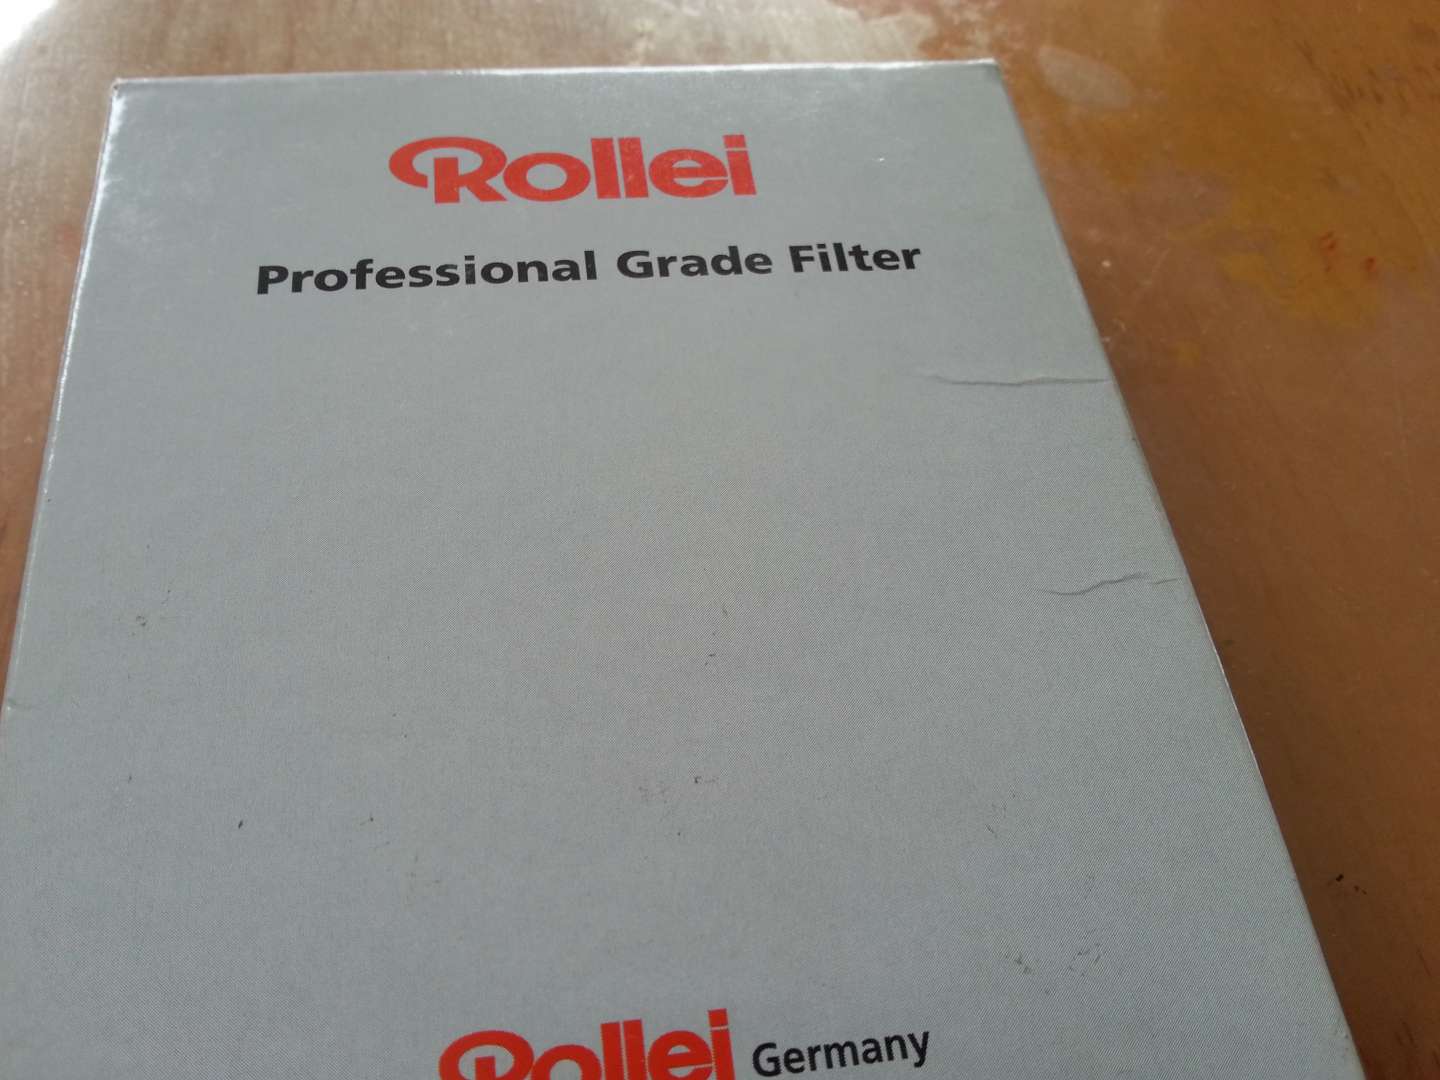 Rollei
Professional Grade Filter
Rollei Germany